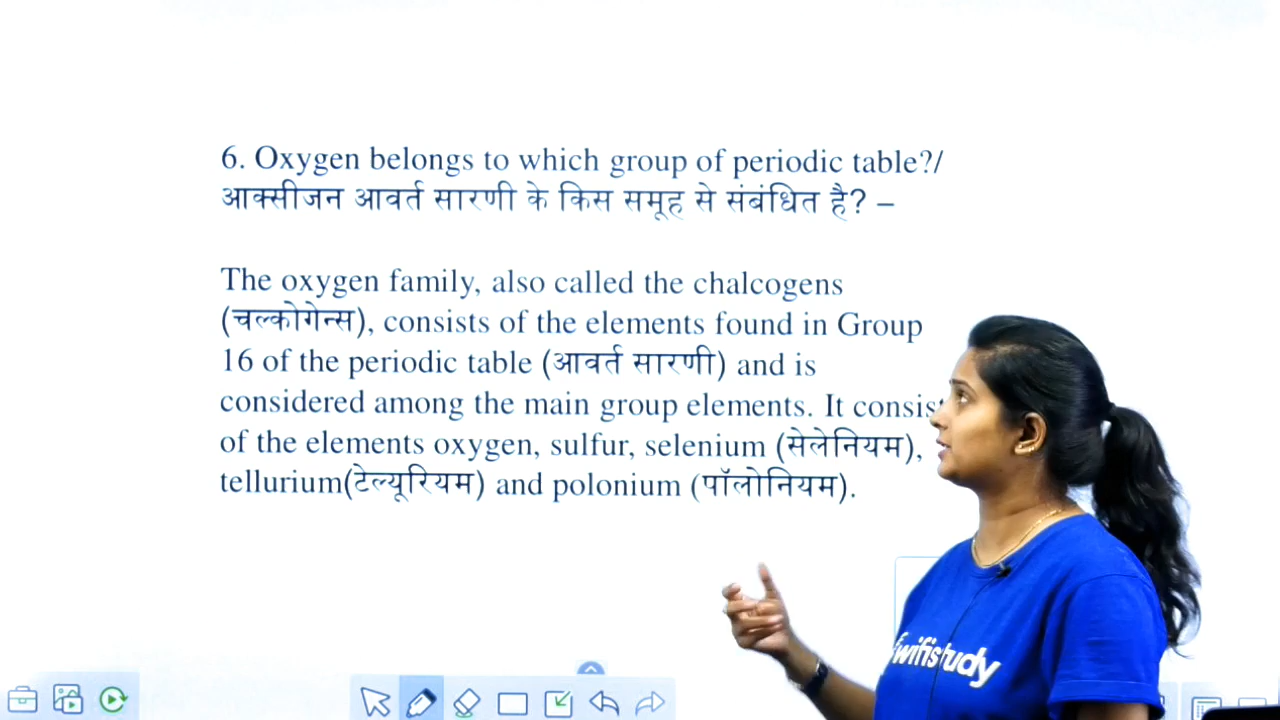 6. Oxygen belongs to which group of periodic table?/
आक्सीजन आवर्त सारणी के किस समूह से संबंधित है? –
The oxygen family, also called the chalcogens
(चल्कोगेन्स), consists of the elements found in Group
16 of the periodic table (आवर्त सारणी) and is
considered among the main group elements. It consis
of the elements oxygen, sulfur, selenium (सेलेनियम),
tellurium(टेल्यूरियम) and polonium (पॉलोनियम).
wifistudy